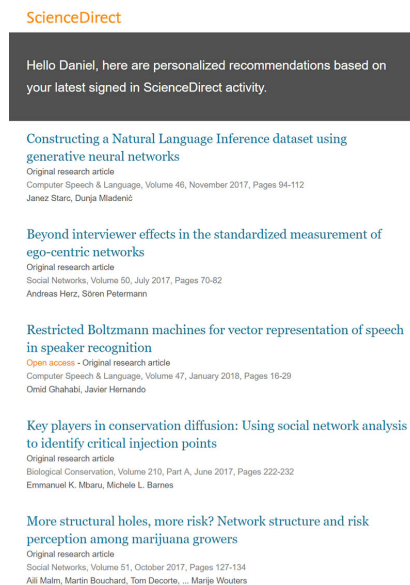 ScienceDirect
Hello Daniel, here are personalized recommendations based on
your latest signed in ScienceDirect activity.
Constructing a Natural Language Inference dataset using
generative neural networks
Original research article
Computer Speech & Language, Volume 46, November 2017, Pages 94-112
Janez Starc, Dunja Mladenić
Beyond interviewer effects in the standardized measurement of
ego-centric networks
Original research article
Social Networks, Volume 50, July 2017, Pages 70-82
Andreas Herz, Sören Petermann
Restricted Boltzmann machines for vector representation of speech
in speaker recognition
Open access - Original research article
Computer Speech & Language, Volume 47, January 2018, Pages 16-29
Omid Ghahabi, Javier Hernando
Key players in conservation diffusion: Using social network analysis
to identify critical injection points
Original research article
Biological Conservation, Volume 210, Part A, June 2017, Pages 222-232
Emmanuel K. Mbaru, Michele L. Barnes
More structural holes, more risk? Network structure and risk
perception among marijuana growers
Original research article
Social Networks, Volume 51, October 2017, Pages 127-134
Aili Malm, Martin Bouchard, Tom Decorte, ... Marije Wouters